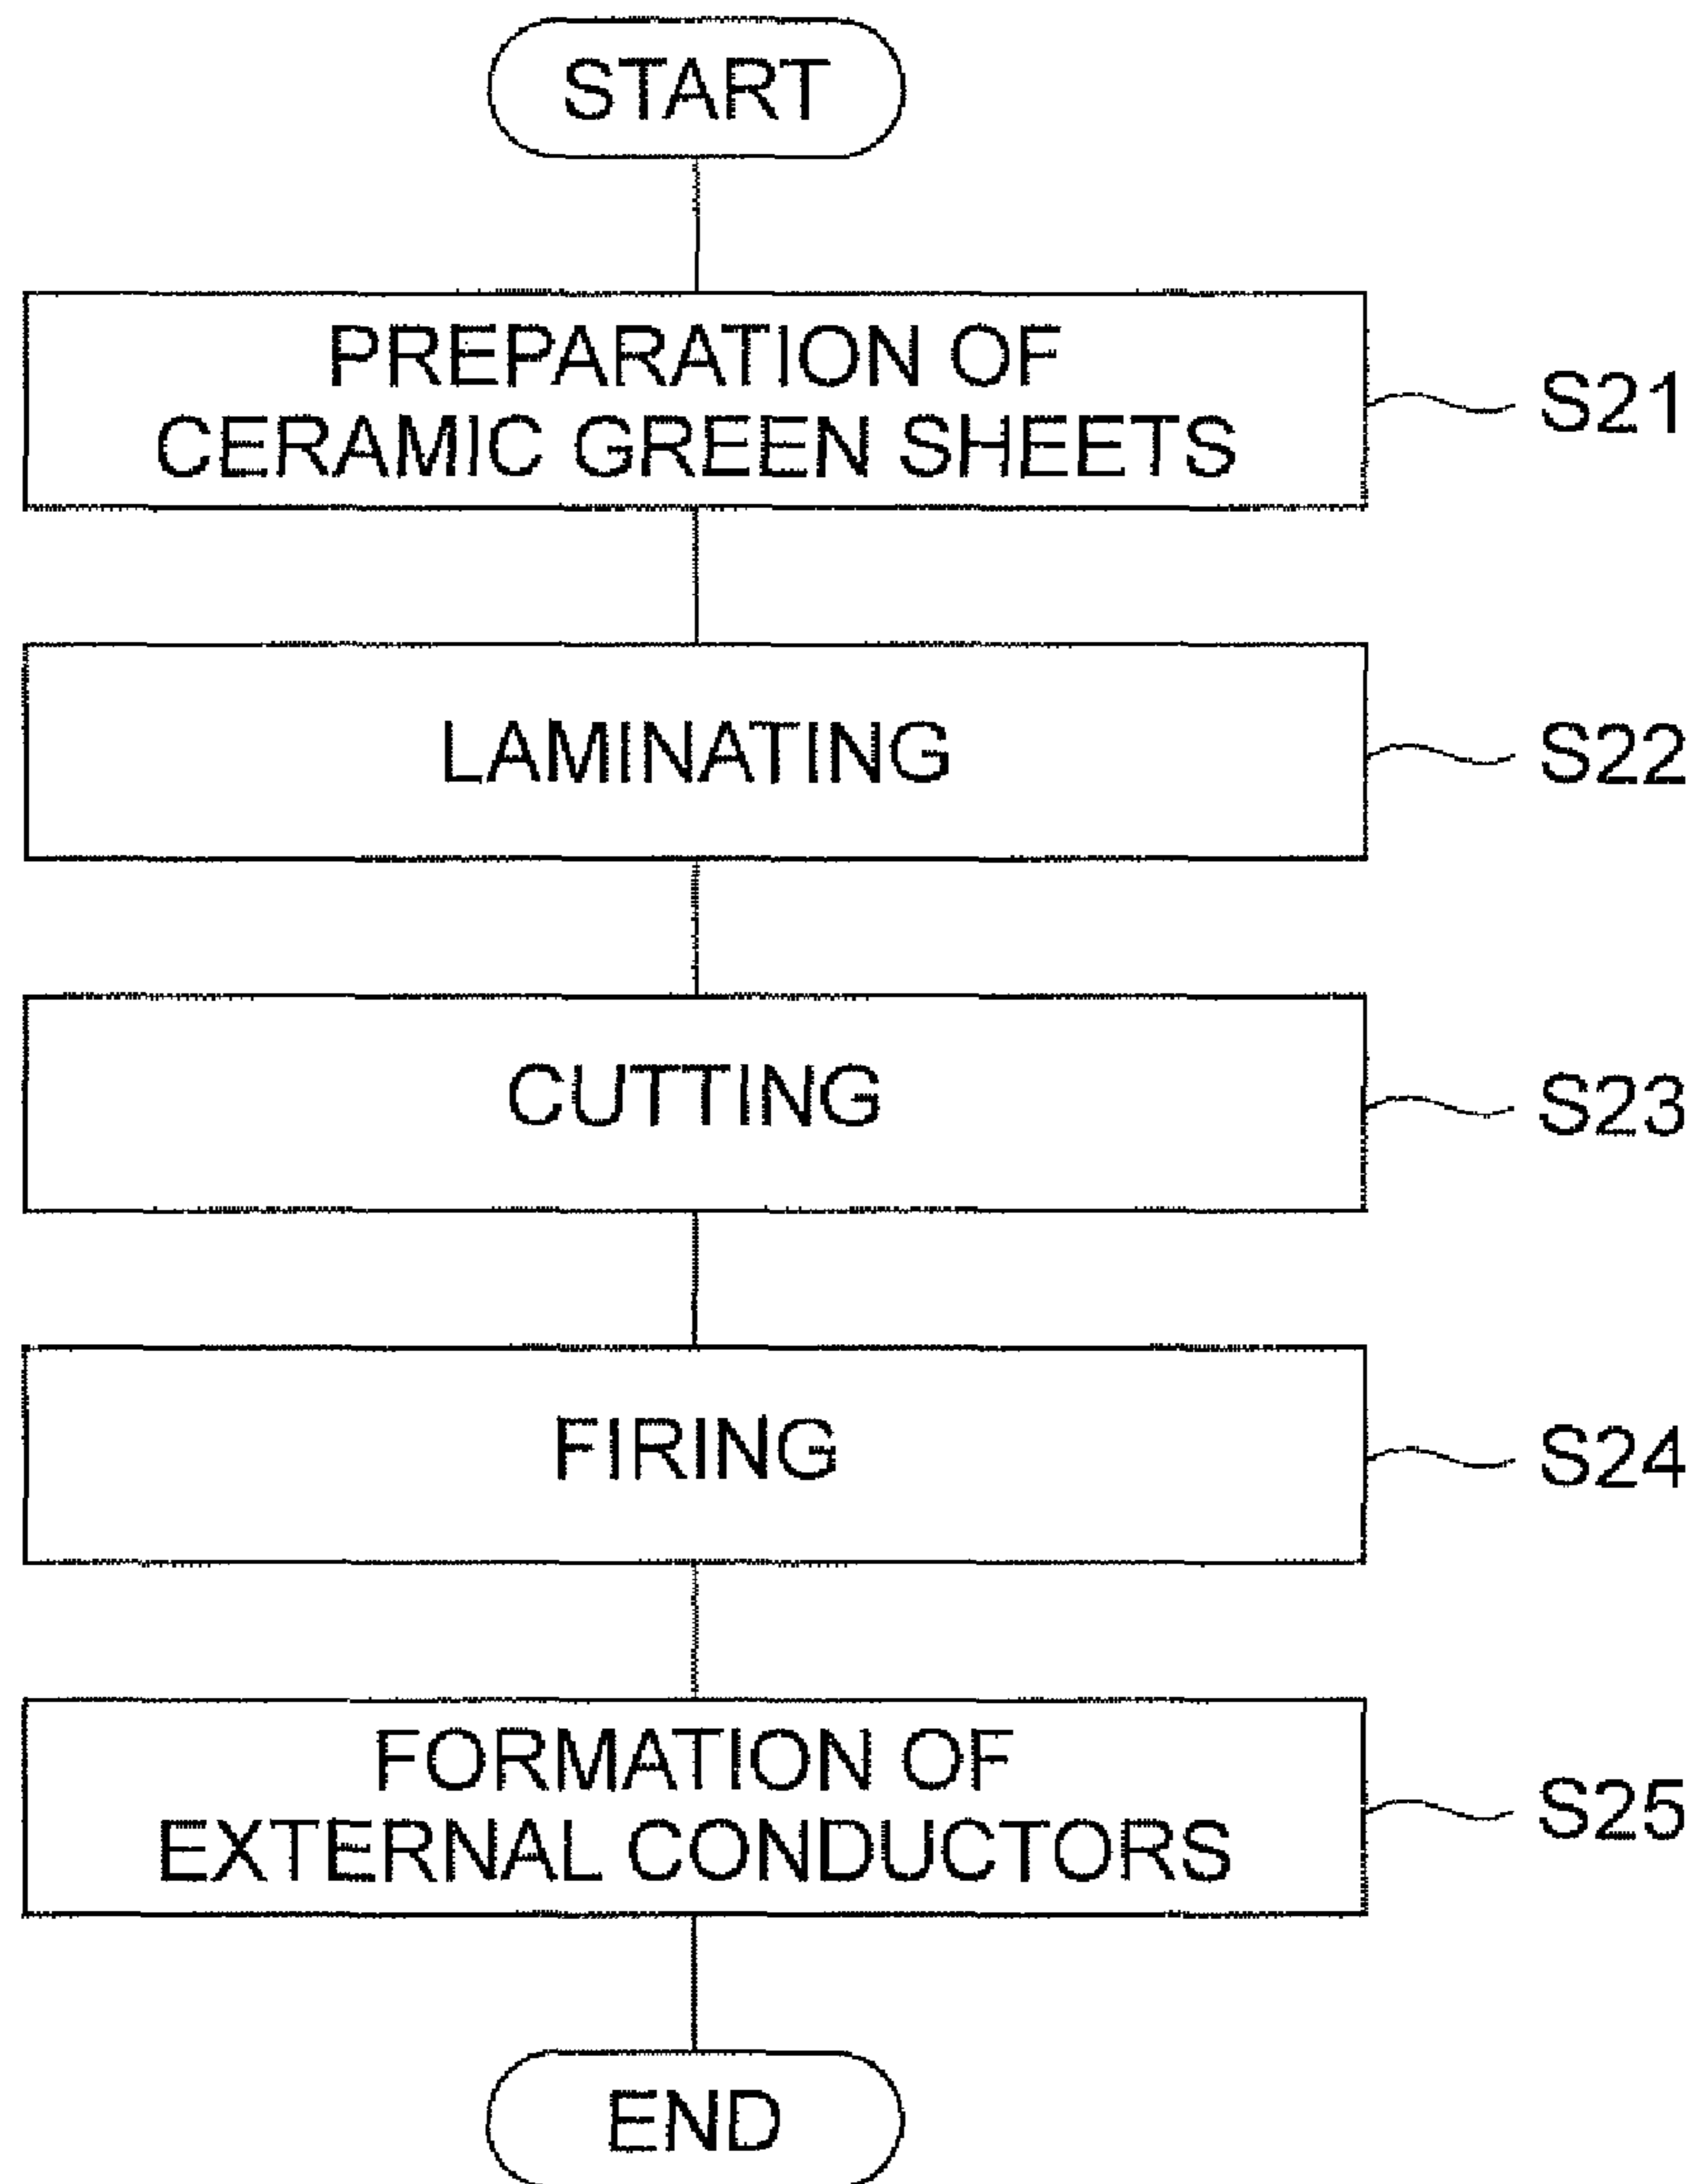 START
PREPARATION OF
CERAMIC GREEN SHEETS
S21
LAMINATING
S22
CUTTING
S23
FIRING
S24
FORMATION OF
EXTERNAL CONDUCTORS
S25
END